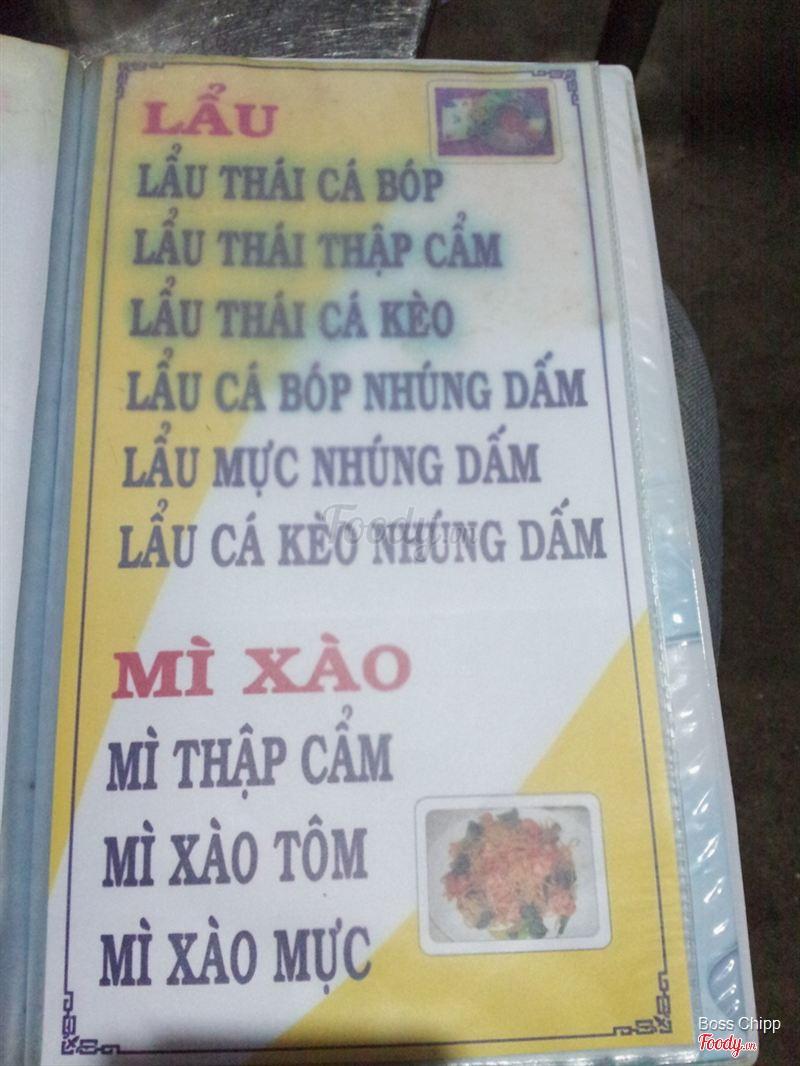 LẨU
LẨU THÁI CÁ BÓP
LẨU THÁI THẬP CẨM
LẨU THÁI CÁ KÈO
LẨU CÁ BÓP NHÚNG DẤM
LẨU MỰC NHÚNG DẤM
LẨU CÁ KÈO NHÚNG DẤM
Foody.vn
MÌ XÀO
MÌ THẬP CẨM
MÌ XÀO TÔM
MÌ XÀO MỰC
Boss Chipp
Foody.vn